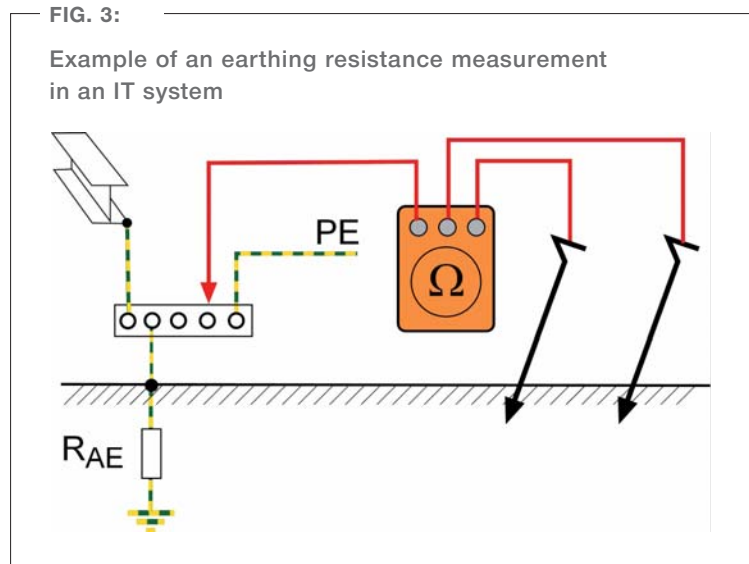 FIG. 3:
Example of an earthing resistance measurement
in an IT system
PE
Ω
RAE